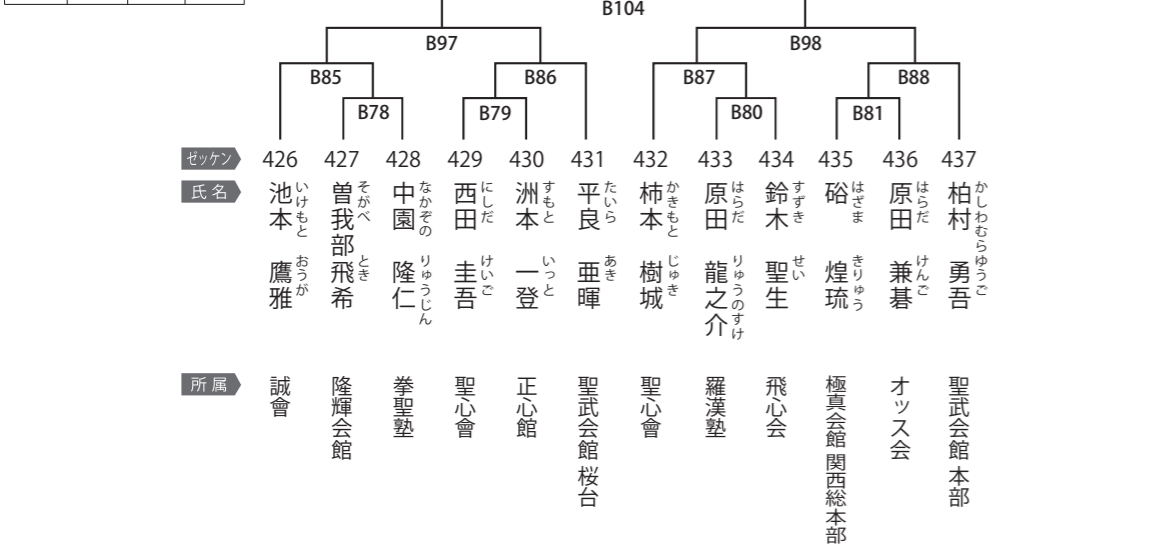 B104
B97
B98
B85
B86
B87
B88
B78
B79
B80
B81
ゼッケン 426 427 428 429 430 431 432 433 434 435 436 437
氏名
池本 鷹雅
いけもと おうが
曽我部 飛希
そがべ とき
中園 隆仁
なかぞの りゅうじん
西田 圭吾
にしだ けいご
洲本 一登
すもと いっと
平良 亜暉
たいら あき
柿本 樹城
かきもと じゅき
原田 龍之介
はらだ りゅうのすけ
鈴木 聖生
すずき せい
硲 煌琉
はざま きりゅう
原田 兼碁
はらだ けんご
柏村 勇吾
かしわむらゆうご
所属
誠會
隆輝会館
拳聖塾
聖心會
正心館
聖武会館 桜台
聖心會
羅漢塾
飛心会
極真会館 関西総本部
オッス会
聖武会館 本部